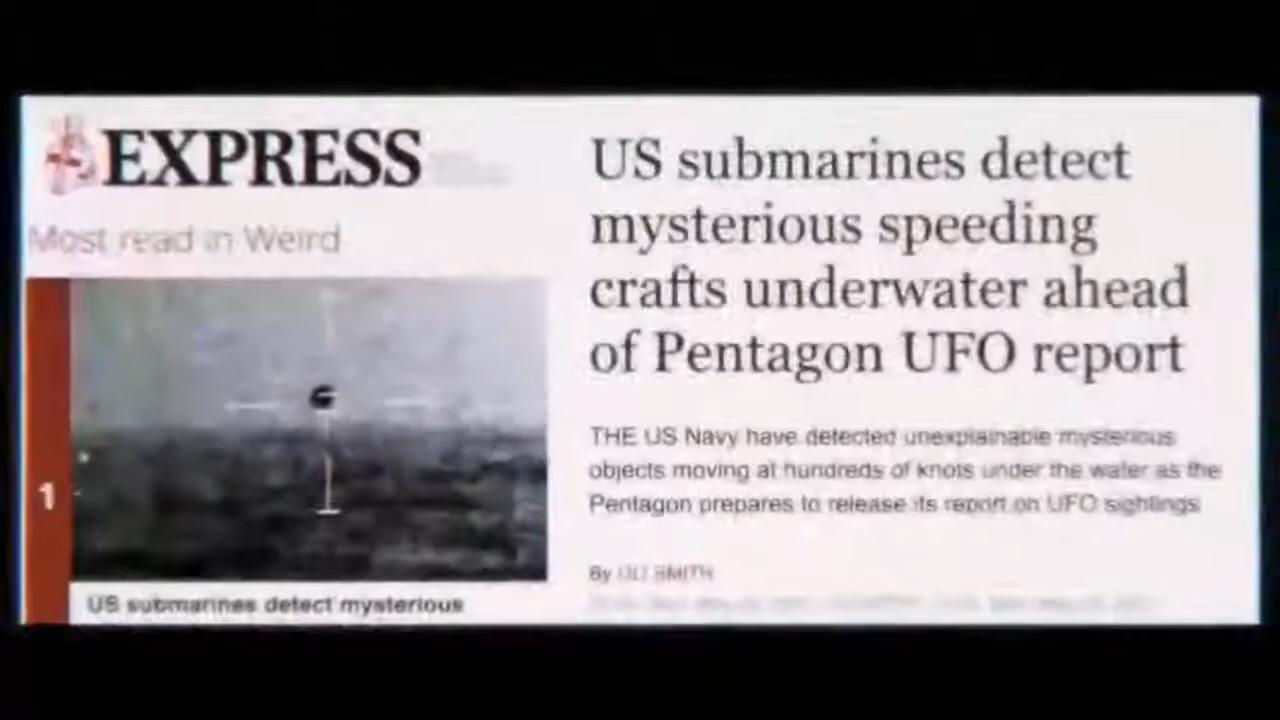 EXPRESS
Most read in Weird
1
US submarines detect mysterious
US submarines detect
mysterious speeding
crafts underwater ahead
of Pentagon UFO report
THE US Navy have detected unexplainable mysterious
objects moving at hundreds of knots under the water as the
Pentagon prepares to release its report on UFO sightings
By SMITH